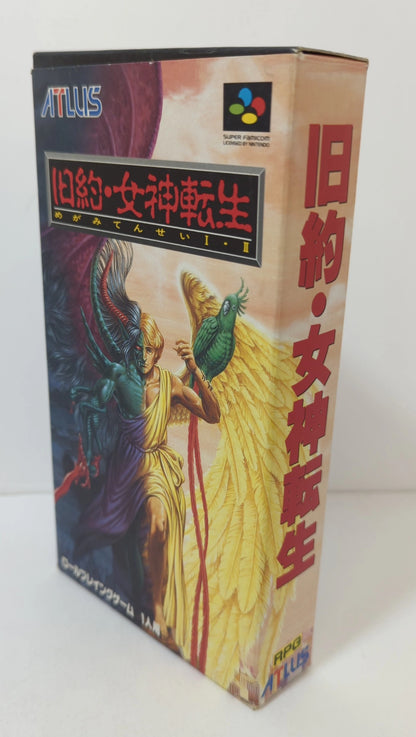 ATLUS
SUPER FAMICOM
LICENSED BY NINTENDO
旧約・女神転生
めがみてんせいI・II
ロールプレイングゲーム 1人用
旧約・女神転生
RPG
ATLUS